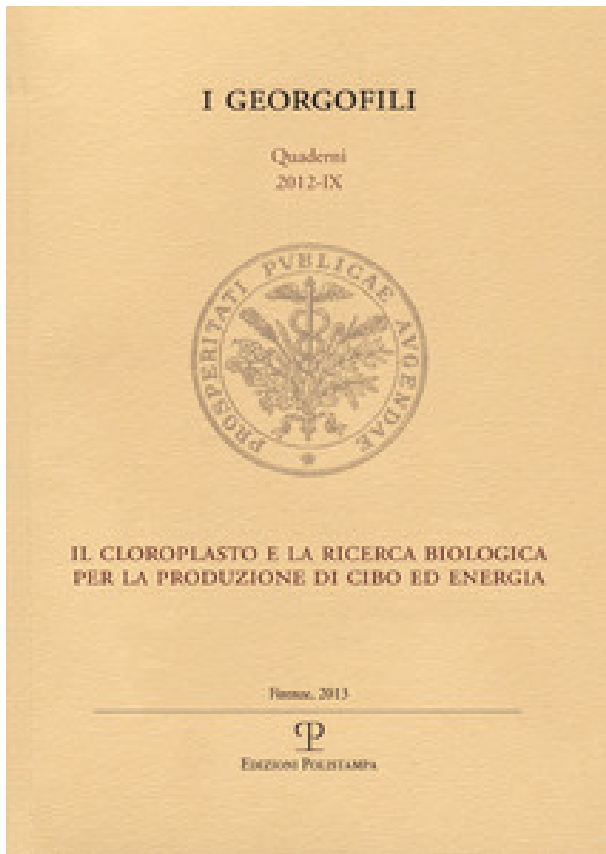 I GEORGOFILI
Quaderni
2012-IX
PROSPERITATI PVBLICAE AVGENDAE
IL CLOROPLASTO E LA RICERCA BIOLOGICA
PER LA PRODUZIONE DI CIBO ED ENERGIA
Firenze, 2013
EDIZIONI POLISTAMPA